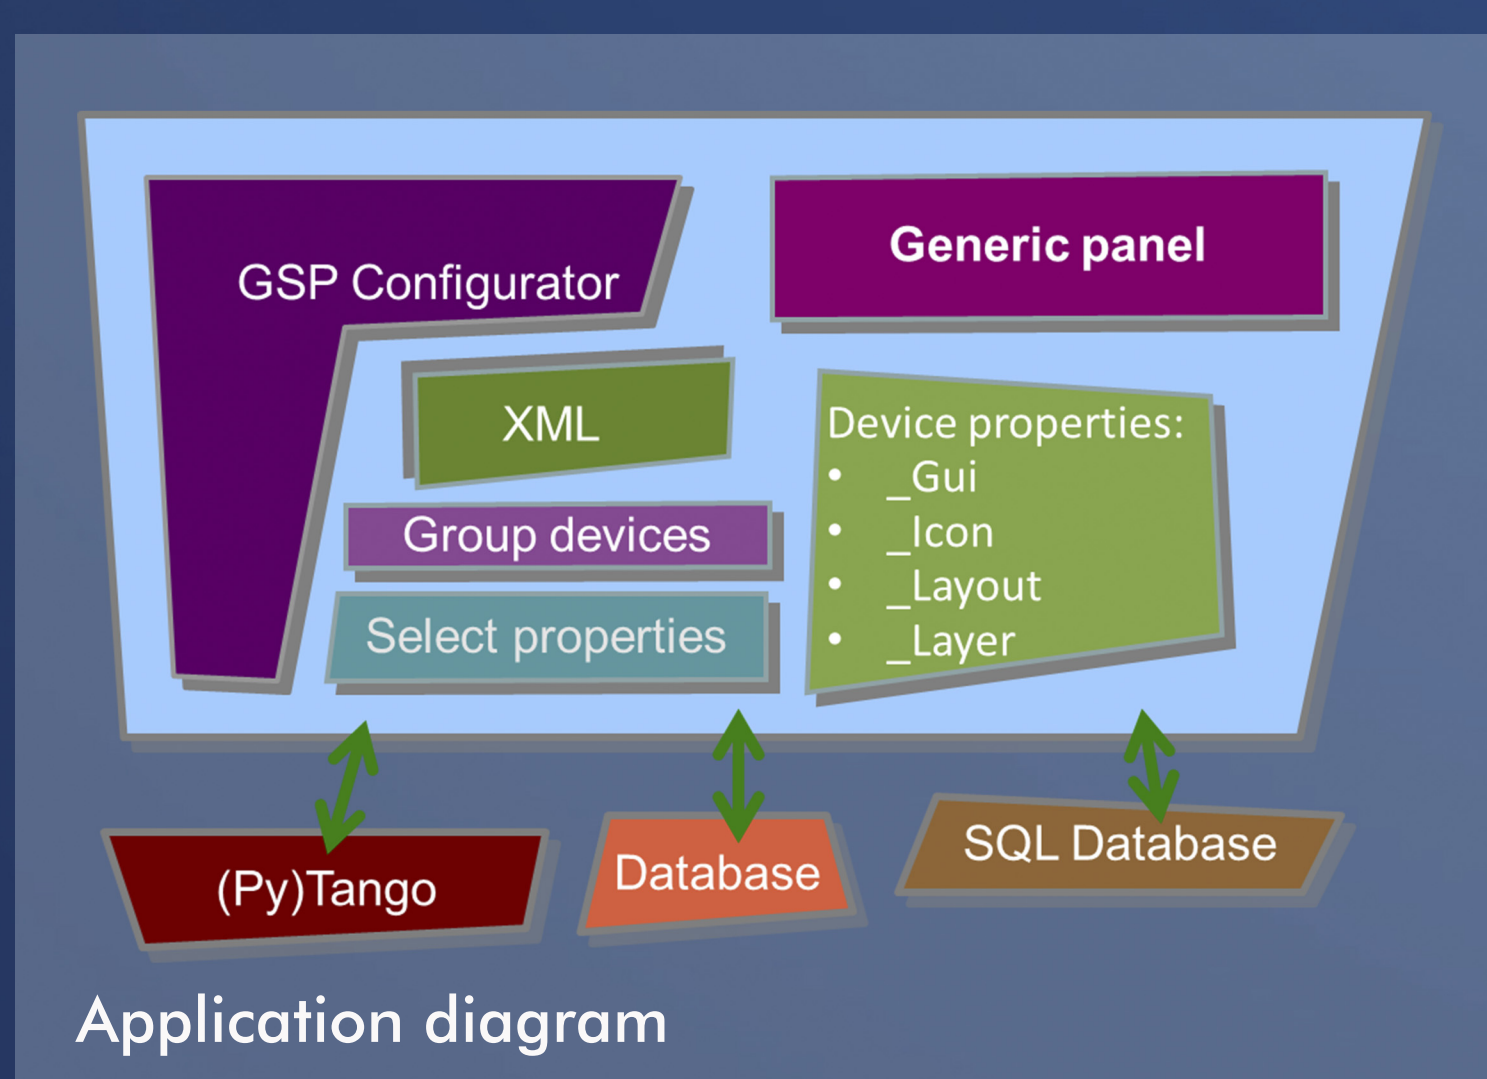 GSP Configurator
Generic panel
XML
Group devices
Select properties
Device properties:
• _Gui
• _Icon
• _Layout
• _Layer
(Py)Tango
Database
SQL Database
Application diagram